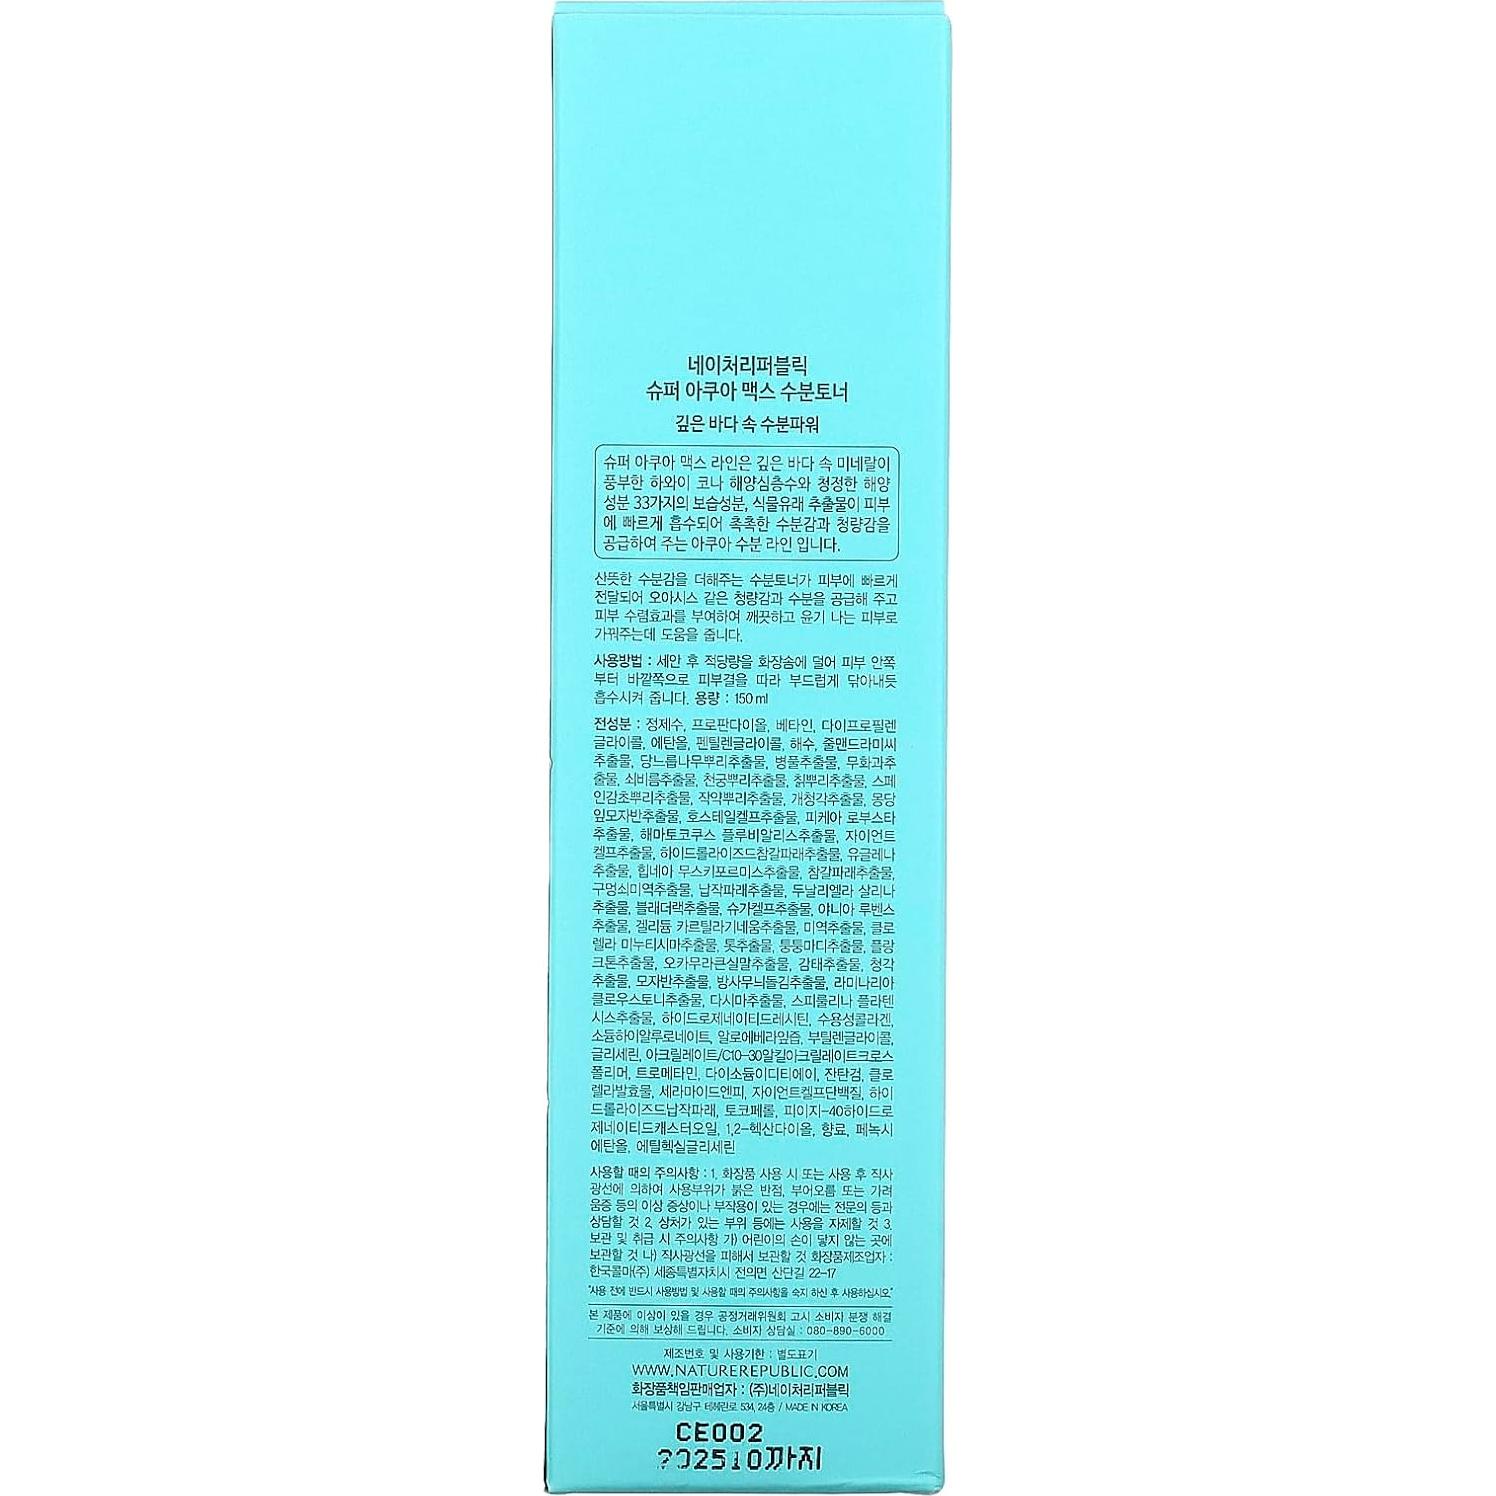 네이처리퍼블릭
슈퍼 아쿠아 맥스 수분토너
깊은 바다 속 수분파워
슈퍼 아쿠아 맥스 라인은 깊은 바다 속 미네랄이
풍부한 하와이 코나 해양심층수와 청정한 해양
성분 33가지의 보습성분, 식물유래 추출물이 피부
에 빠르게 흡수되어 촉촉한 수분감과 청량감을
공급하여 주는 아쿠아 수분 라인 입니다.
산뜻한 수분감을 더해주는 수분토너가 피부에 빠르게
전달되어 오아시스 같은 청량감과 수분을 공급해 주고
피부 수렴효과를 부여하여 깨끗하고 윤기 나는 피부로
가꿔주는데 도움을 줍니다.
사용방법 : 세안 후 적당량을 화장솜에 덜어 피부 안쪽
부터 바깥쪽으로 피부결을 따라 부드럽게 닦아내듯
흡수시켜 줍니다. 용량 : 150ml
전성분 : 정제수, 프로판다이올, 베타인, 다이프로필렌
글라이콜, 에탄올, 펜틸렌글라이콜, 해수, 줄맨드라미씨
추출물, 당느릅나무뿌리추출물, 병풀추출물, 무화과추
출물, 쇠비름추출물, 천궁뿌리추출물, 칡뿌리추출물, 스페
인감초뿌리추출물, 작약뿌리추출물, 개청각추출물, 몽당
잎모자반추출물, 호스테일켈프추출물, 피케아 로부스타
추출물, 해마토코쿠스 플루비알리스추출물, 자이언트
켈프추출물, 하이드롤라이즈드참갈파래추출물, 유글레나
추출물, 힙네아 무스키포르미스추출물, 참갈파래추출물,
구멍쇠미역추출물, 납작파래추출물, 두날리엘라 살리나
추출물, 블래더랙추출물, 슈가켈프추출물, 야니아 루벤스
추출물, 겔리듐 카르틸라기네움추출물, 미역추출물, 클로
렐라 미누티시마추출물, 톳추출물, 퉁퉁마디추출물, 플랑
크톤추출물, 오카무라큰실말추출물, 감태추출물, 청각
추출물, 모자반추출물, 방사무늬돌김추출물, 라미나리아
클로우스토니추출물, 다시마추출물, 스피룰리나 플라텐
시스추출물, 하이드로제네이티드레시틴, 수용성콜라겐,
소듐하이알루로네이트, 알로에베라잎즙, 부틸렌글라이콜,
글리세린, 아크릴레이트/C10-30알킬아크릴레이트크로스
폴리머, 트로메타민, 다이소듐이디티에이, 잔탄검, 클로
렐라발효물, 세라마이드엔피, 자이언트켈프단백질, 하이
드롤라이즈드납작파래, 토코페롤, 피이지-40하이드로
제네이티드캐스터오일, 1,2-헥산다이올, 향료, 페녹시
에탄올, 에틸헥실글리세린
사용할 때의 주의사항 : 1. 화장품 사용 시 또는 사용 후 직사
광선에 의하여 사용부위가 붉은 반점, 부어오름 또는 가려
움증 등의 이상 증상이나 부작용이 있는 경우에는 전문의 등과
상담할 것 2. 상처가 있는 부위 등에는 사용을 자제할 것 3.
보관 및 취급 시 주의사항 가) 어린이의 손이 닿지 않는 곳에
보관할 것 나) 직사광선을 피해서 보관할 것 화장품제조업자 :
한국콜마(주) 세종특별자치시 전의면 산단길 22-17
"사용 전에 반드시 사용방법 및 사용할 때의 주의사항을 숙지 하신 후 사용하십시오."
본 제품에 이상이 있을 경우 공정거래위원회 고시 소비자 분쟁 해결
기준에 의해 보상해 드립니다. 소비자 상담실 : 080-890-6000
제조번호 및 사용기한 : 별도표기
WWW.NATUREREPUBLIC.COM
화장품책임판매업자 : (주)네이처리퍼블릭
서울특별시 강남구 테헤란로 534, 24층 / MADE IN KOREA
CE002
2025110까지